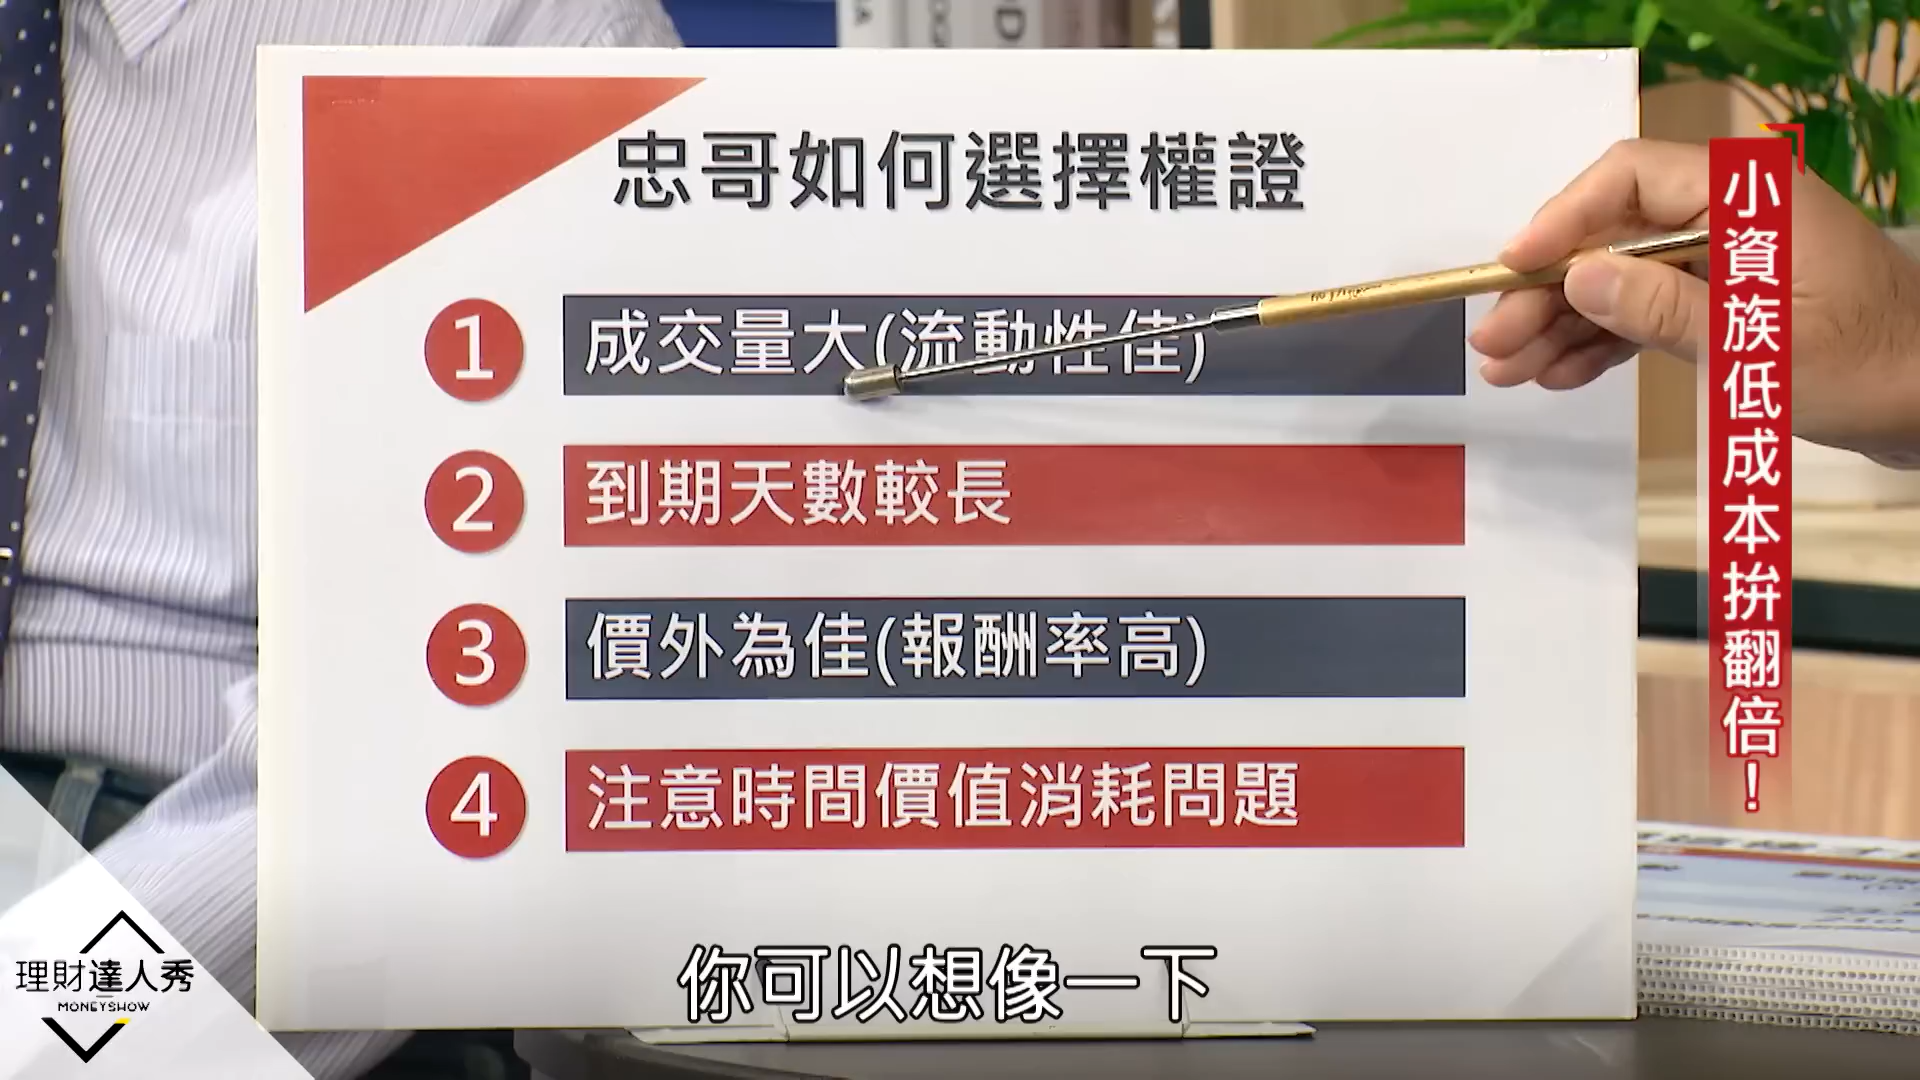 忠哥如何選擇權證
1 成交量大(流動性佳)
2 到期天數較長
3 價外為佳(報酬率高)
4 注意時間價值消耗問題
小資族低成本拚翻倍!
你可以想像一下
理財達人秀
MONEYSHOW